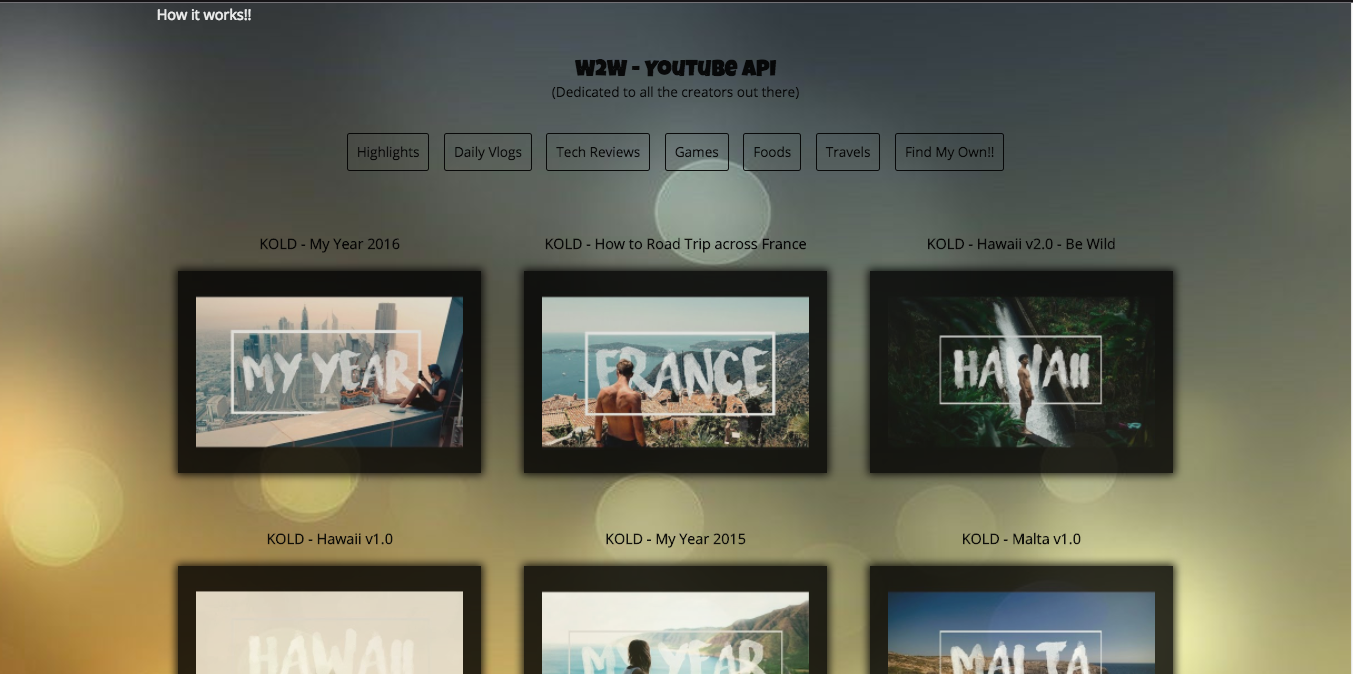 How it works!!
W2W - YouTube API
(Dedicated to all the creators out there)
Highlights Daily Vlogs Tech Reviews Games Foods Travels Find My Own!!
KOLD - My Year 2016 KOLD - How to Road Trip across France KOLD - Hawaii v2.0 - Be Wild
MY YEAR FRANCE HAWAII
KOLD - Hawaii v1.0 KOLD - My Year 2015 KOLD - Malta v1.0
HAWAII MY YEAR MALTA